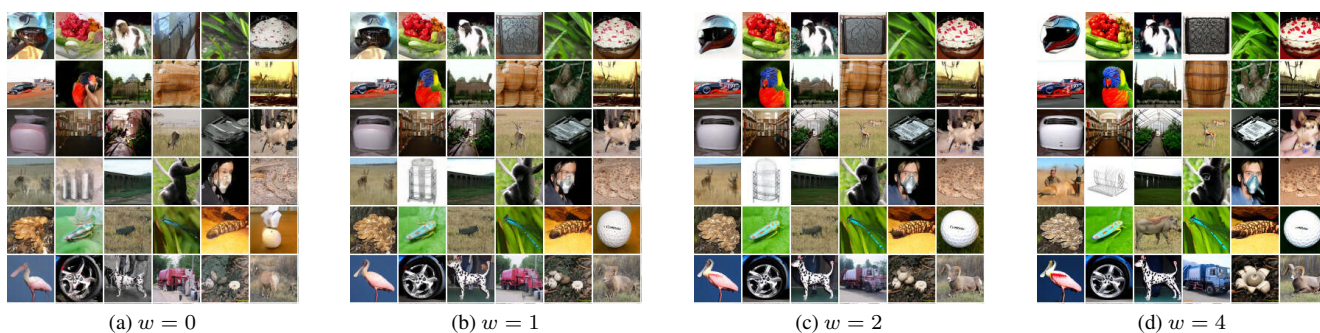 (a) w = 0
(b) w = 1
(c) w = 2
(d) w = 4